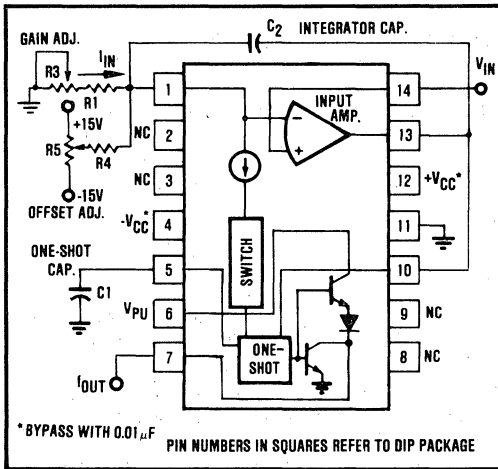 C2 INTEGRATOR CAP.
GAIN ADJ.
IIN
R3
R1
+15V
R5
R4
-15V
OFFSET ADJ.
ONE-SHOT
CAP.
C1
VPU
fOUT
NC
NC
-VCC*
1
2
3
4
5
6
7
INPUT
AMP.
-
+
SWITCH
ONE-
SHOT
14
13
12
11
10
9
8
VIN
+VCC*
NC
NC
* BYPASS WITH 0.01µF
PIN NUMBERS IN SQUARES REFER TO DIP PACKAGE